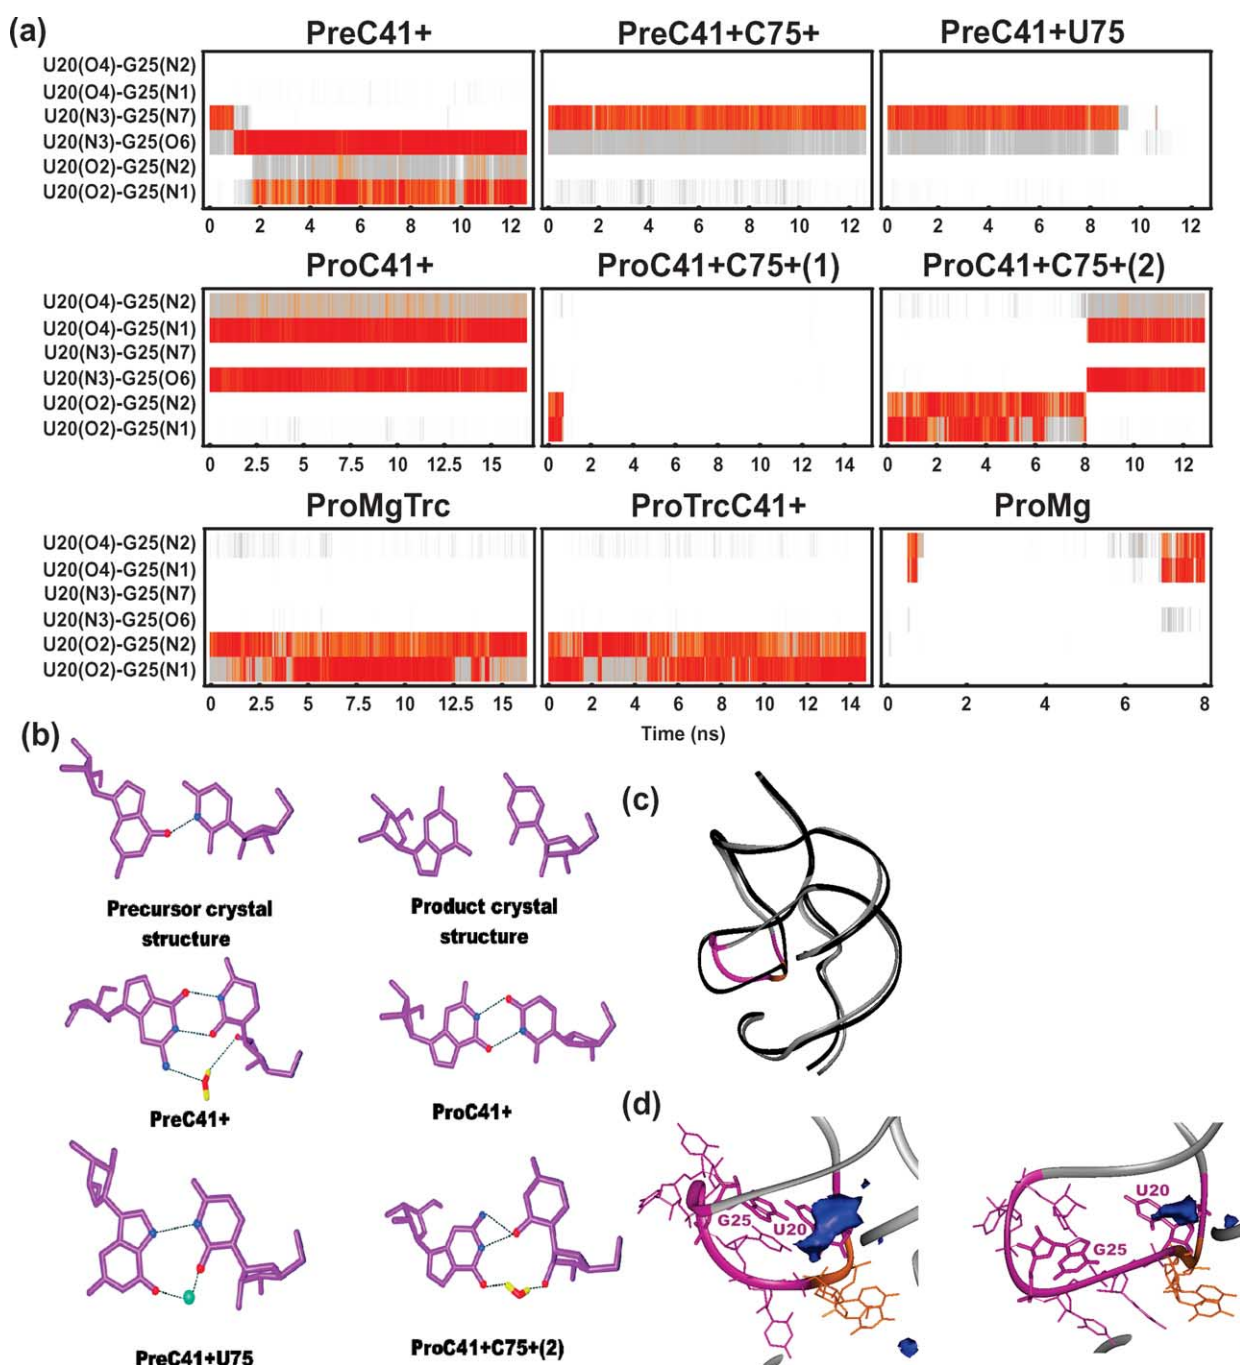 (a)
PreC41+
PreC41+C75+
PreC41+U75
U20(O4)-G25(N2)
U20(O4)-G25(N1)
U20(N3)-G25(N7)
U20(N3)-G25(O6)
U20(O2)-G25(N2)
U20(O2)-G25(N1)
0 2 4 6 8 10 12
0 2 4 6 8 10 12
0 2 4 6 8 10 12
ProC41+
ProC41+C75+(1)
ProC41+C75+(2)
U20(O4)-G25(N2)
U20(O4)-G25(N1)
U20(N3)-G25(N7)
U20(N3)-G25(O6)
U20(O2)-G25(N2)
U20(O2)-G25(N1)
0 2.5 5 7.5 10 12.5 15
0 2 4 6 8 10 12 14
0 2 4 6 8 10 12
ProMgTrc
ProTrcC41+
ProMg
U20(O4)-G25(N2)
U20(O4)-G25(N1)
U20(N3)-G25(N7)
U20(N3)-G25(O6)
U20(O2)-G25(N2)
U20(O2)-G25(N1)
0 2.5 5 7.5 10 12.5 15
0 2 4 6 8 10 12 14
0 2 4 6 8
Time (ns)
(b)
Precursor crystal
structure
Product crystal
structure
PreC41+
ProC41+
PreC41+U75
ProC41+C75+(2)
(c)
(d)
G25
U20
U20
G25